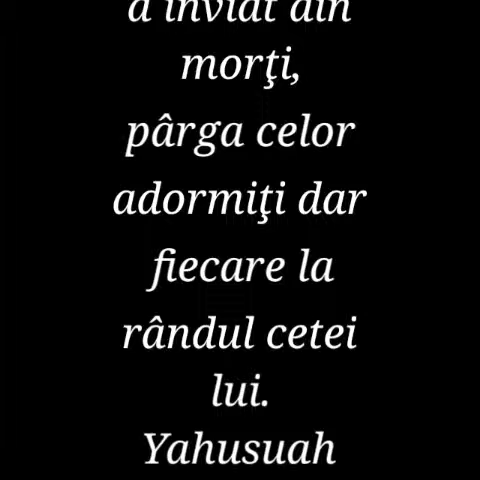 a înviat din
morţi,
pârga celor
adormiţi dar
fiecare la
rândul cetei
lui.
Yahusuah